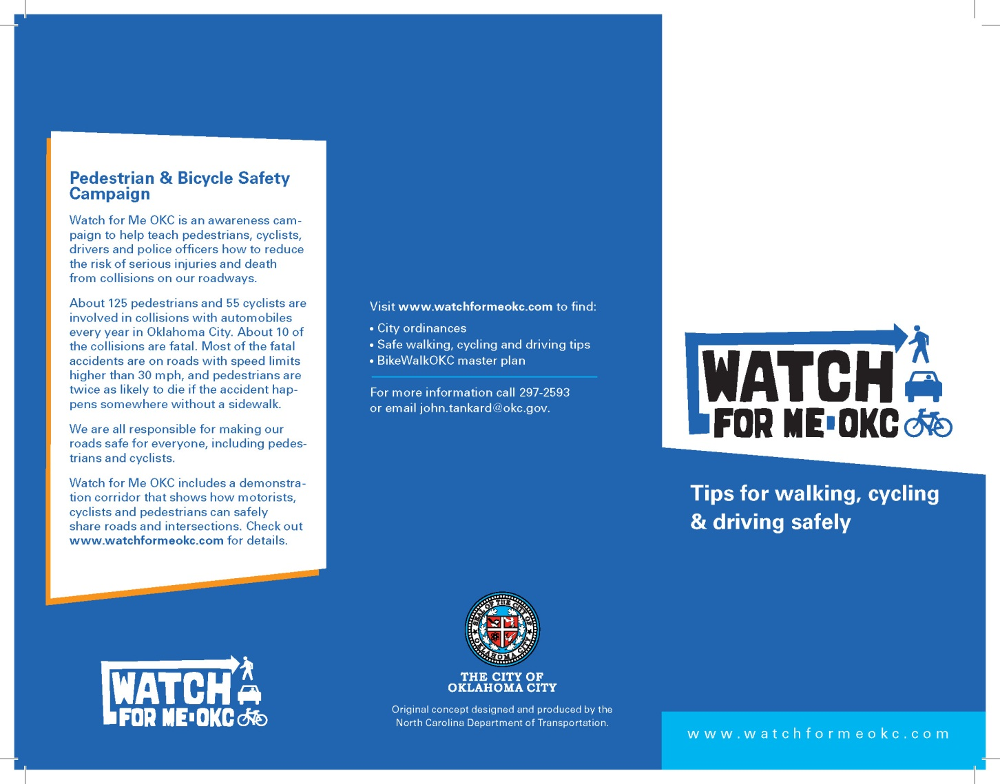 Pedestrian & Bicycle Safety
Campaign
Watch for Me OKC is an awareness cam-
paign to help teach pedestrians, cyclists,
drivers and police officers how to reduce
the risk of serious injuries and death
from collisions on our roadways.
About 125 pedestrians and 55 cyclists are
involved in collisions with automobiles
every year in Oklahoma City. About 10 of
the collisions are fatal. Most of the fatal
accidents are on roads with speed limits
higher than 30 mph, and pedestrians are
twice as likely to die if the accident hap-
pens somewhere without a sidewalk.
We are all responsible for making our
roads safe for everyone, including pedes-
trians and cyclists.
Watch for Me OKC includes a demonstra-
tion corridor that shows how motorists,
cyclists and pedestrians can safely
share roads and intersections. Check out
www.watchformeokc.com for details.
WATCH
FOR ME-OKC
Visit www.watchformeokc.com to find:
• City ordinances
• Safe walking, cycling and driving tips
• BikeWalkOKC master plan
For more information call 297-2593
or email john.tankard@okc.gov.
SEAL OF THE CITY OF
OKLAHOMA CITY
THE CITY OF
OKLAHOMA CITY
Original concept designed and produced by the
North Carolina Department of Transportation.
WATCH
FOR ME-OKC
Tips for walking, cycling
& driving safely
www.watchformeokc.com